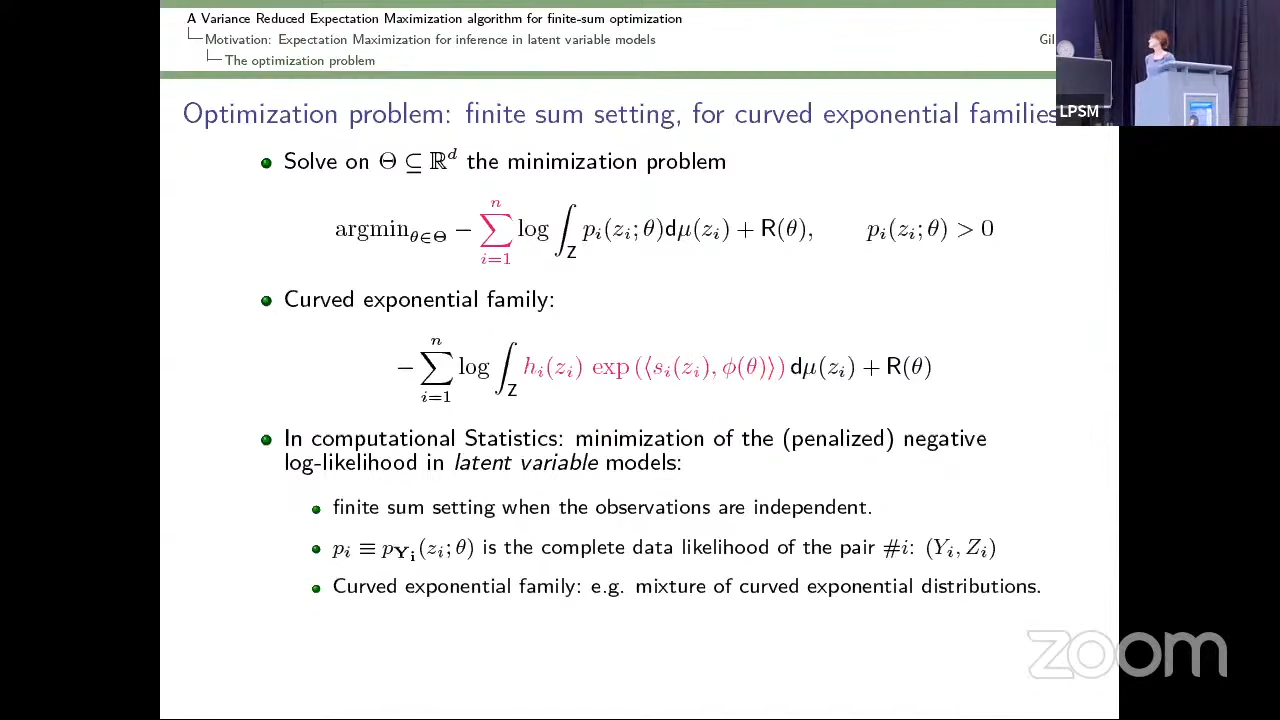 A Variance Reduced Expectation Maximization algorithm for finite-sum optimization
Motivation: Expectation Maximization for inference in latent variable models
Gil
The optimization problem
LPSM
Optimization problem: finite sum setting, for curved exponential families
Solve on Θ ⊆ ℝ^d the minimization problem
argmin_{θ∈Θ} − ∑_{i=1}^{n} log ∫_Z p_i(z_i; θ)dμ(z_i) + R(θ), p_i(z_i; θ) > 0
Curved exponential family:
− ∑_{i=1}^{n} log ∫_Z h_i(z_i) exp (⟨s_i(z_i), ϕ(θ)⟩) dμ(z_i) + R(θ)
In computational Statistics: minimization of the (penalized) negative
log-likelihood in latent variable models:
finite sum setting when the observations are independent.
p_i ≡ p_{Y_i}(z_i; θ) is the complete data likelihood of the pair #i: (Y_i, Z_i)
Curved exponential family: e.g. mixture of curved exponential distributions.
zoom